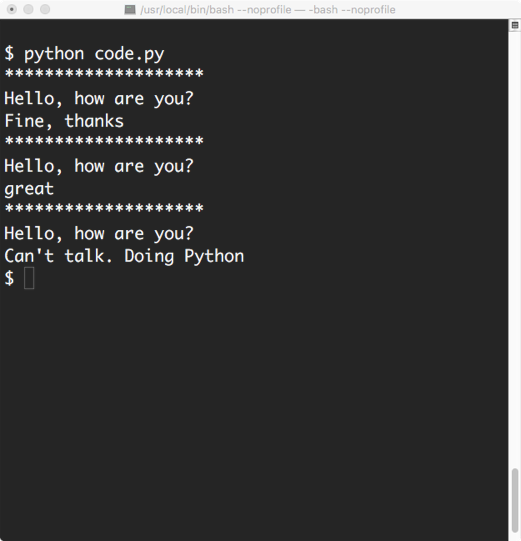 /usr/local/bin/bash --noprofile — -bash --noprofile
$ python code.py
********************
Hello, how are you?
Fine, thanks
********************
Hello, how are you?
great
********************
Hello, how are you?
Can't talk. Doing Python
$